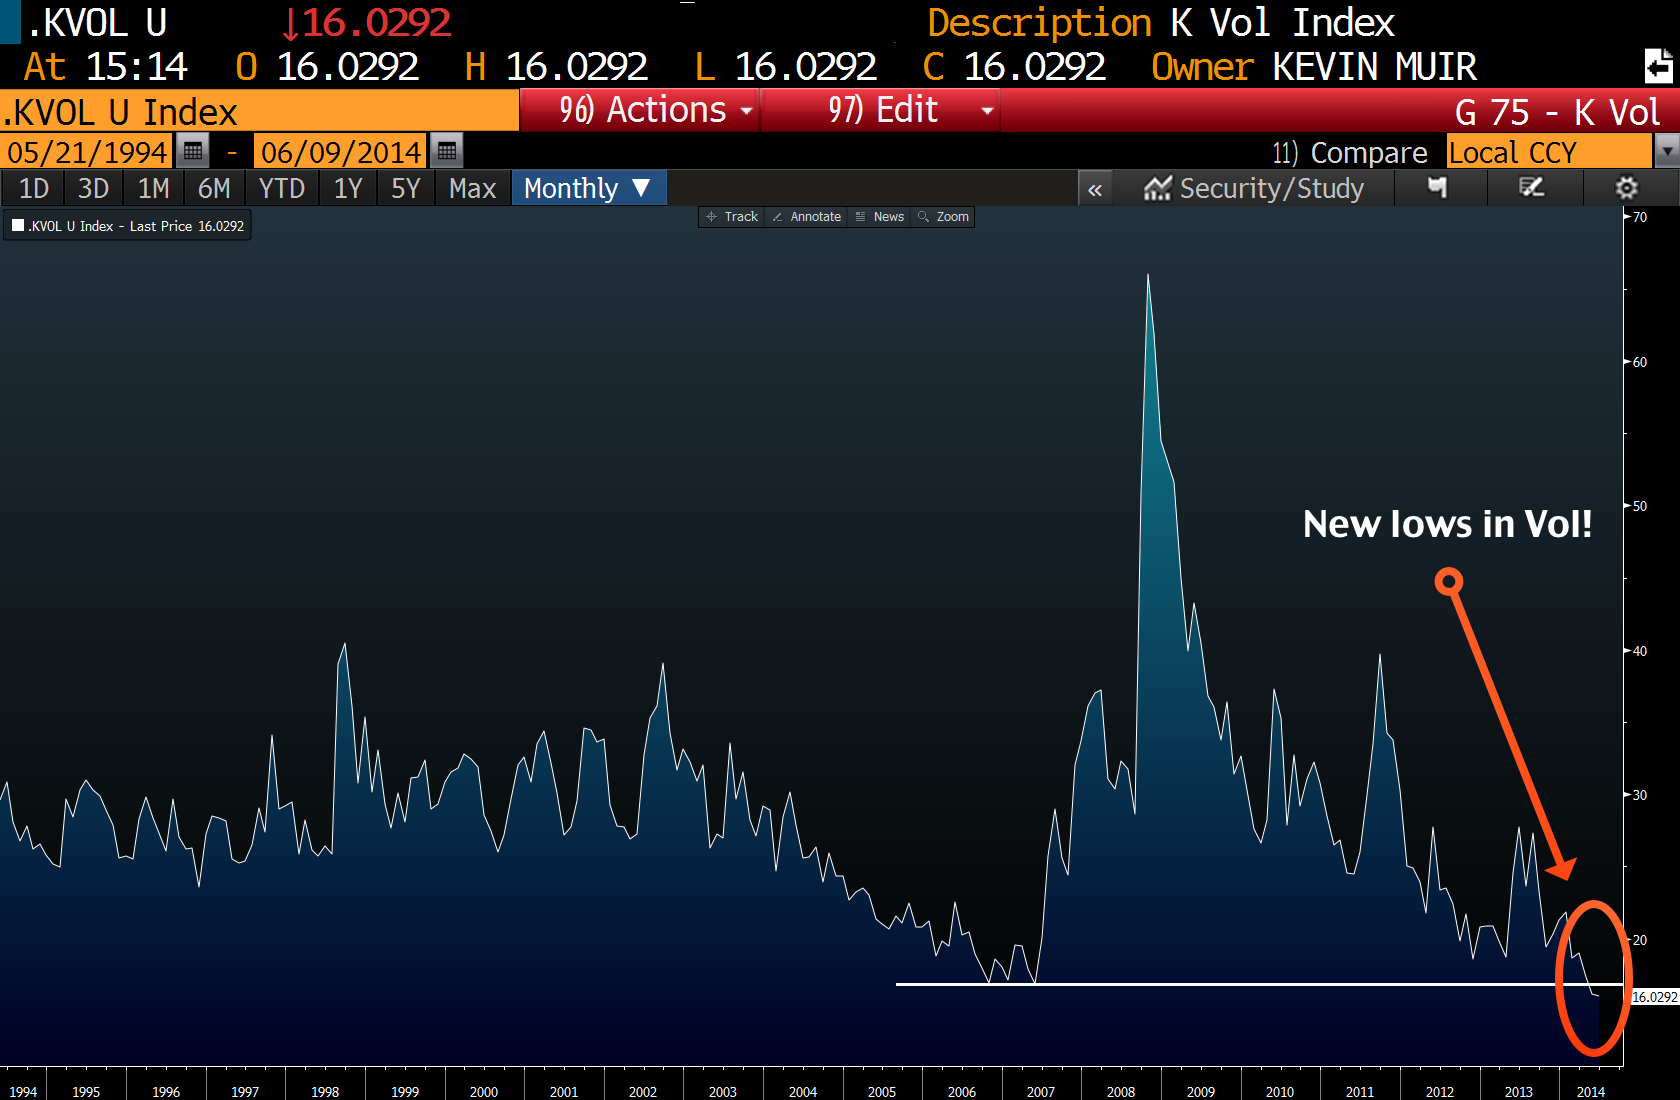 .KVOL U ↓16.0292 Description K Vol Index
At 15:14 O 16.0292 H 16.0292 L 16.0292 C 16.0292 Owner KEVIN MUIR
.KVOL U Index 96) Actions 97) Edit G 75 - K Vol
05/21/1994 - 06/09/2014 11) Compare Local CCY
1D 3D 1M 6M YTD 1Y 5Y Max Monthly ▼ « Security/Study
Track Annotate News Zoom
.KVOL U Index - Last Price 16.0292
70
60
50
New lows in Vol!
40
30
20
16.0292
1994 1995 1996 1997 1998 1999 2000 2001 2002 2003 2004 2005 2006 2007 2008 2009 2010 2011 2012 2013 2014